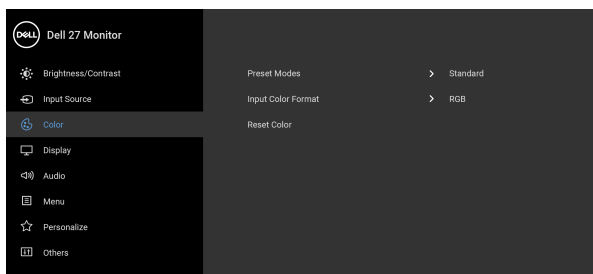 DELL Dell 27 Monitor
Brightness/Contrast
Input Source
Color
Display
Audio
Menu
Personalize
Others
Preset Modes > Standard
Input Color Format > RGB
Reset Color